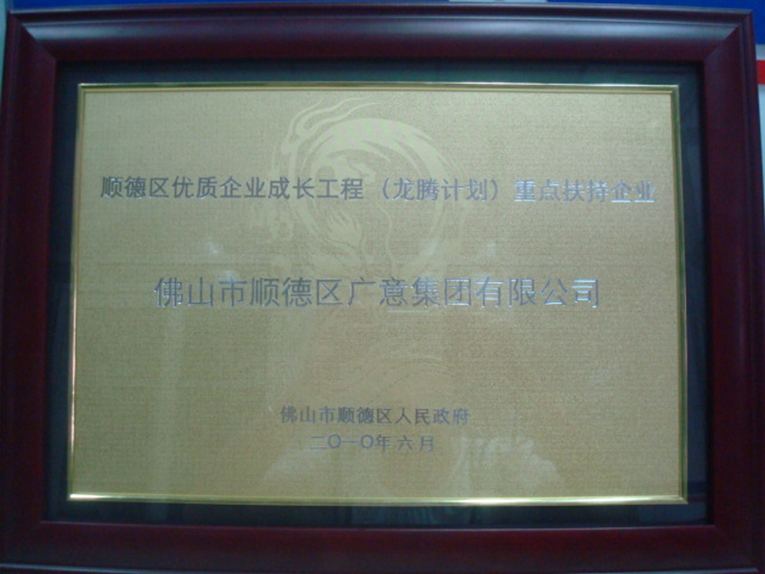 顺德区优质企业成长工程（龙腾计划）重点扶持企业
佛山市顺德区广意集团有限公司
佛山市顺德区人民政府
二〇一〇年六月